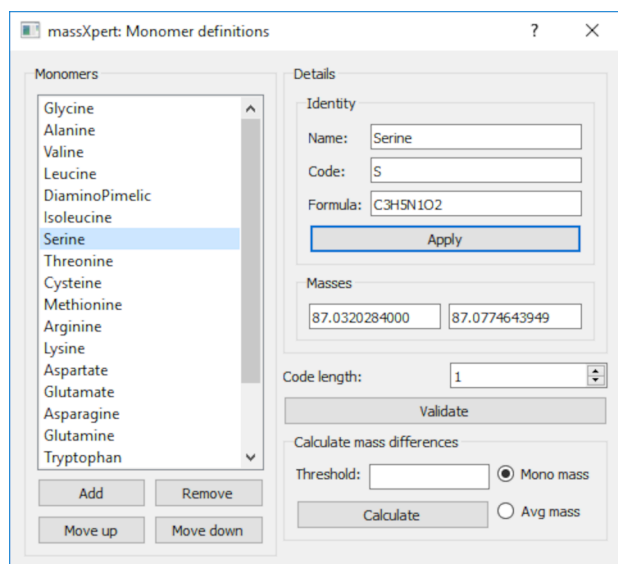 massXpert: Monomer definitions
?
Monomers
Glycine
Alanine
Valine
Leucine
DiaminoPimelic
Isoleucine
Serine
Threonine
Cysteine
Methionine
Arginine
Lysine
Aspartate
Glutamate
Asparagine
Glutamine
Tryptophan
Add
Remove
Move up
Move down
Details
Identity
Name: Serine
Code: S
Formula: C3H5N1O2
Apply
Masses
87.0320284000 87.0774643949
Code length: 1
Validate
Calculate mass differences
Threshold:
Mono mass
Calculate
Avg mass